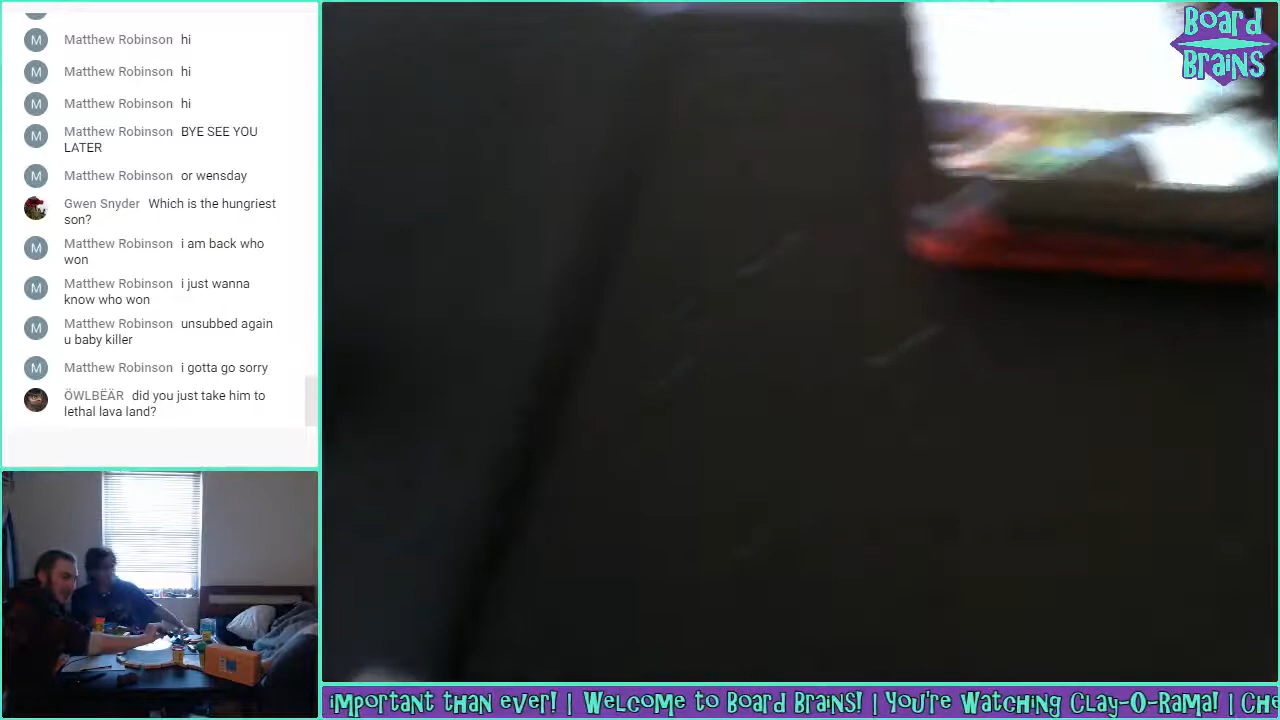 Matthew Robinson hi
Matthew Robinson hi
Matthew Robinson hi
Matthew Robinson BYE SEE YOU
LATER
Matthew Robinson or wensday
Gwen Snyder Which is the hungriest
son?
Matthew Robinson i am back who
won
Matthew Robinson i just wanna
know who won
Matthew Robinson unsubbed again
u baby killer
Matthew Robinson i gotta go sorry
ÖWLBËÄR did you just take him to
lethal lava land?
BOARD
BRAINS
iMPORTANT THAN EVER! | WELCOME TO BOARD BRAiNS! | YOU'RE WATCHiNG CLAY-O-RAMA! | CHE